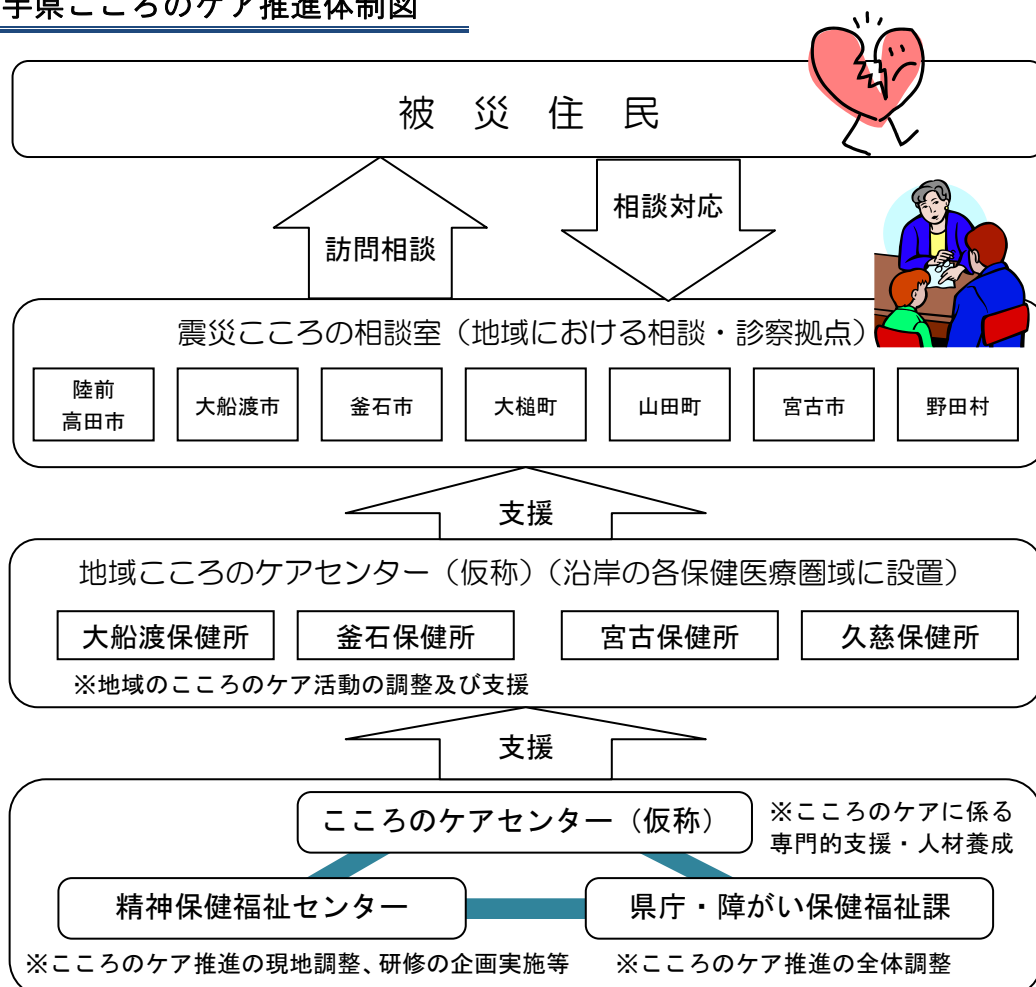 手県こころのケア推進体制図
被 災 住 民
訪問相談
相談対応
震災こころの相談室（地域における相談・診察拠点）
陸前
高田市
大船渡市
釜石市
大槌町
山田町
宮古市
野田村
支援
地域こころのケアセンター（仮称）（沿岸の各保健医療圏域に設置）
大船渡保健所
釜石保健所
宮古保健所
久慈保健所
※地域のこころのケア活動の調整及び支援
支援
こころのケアセンター（仮称）
※こころのケアに係る
専門的支援・人材養成
精神保健福祉センター
県庁・障がい保健福祉課
※こころのケア推進の現地調整、研修の企画実施等
※こころのケア推進の全体調整